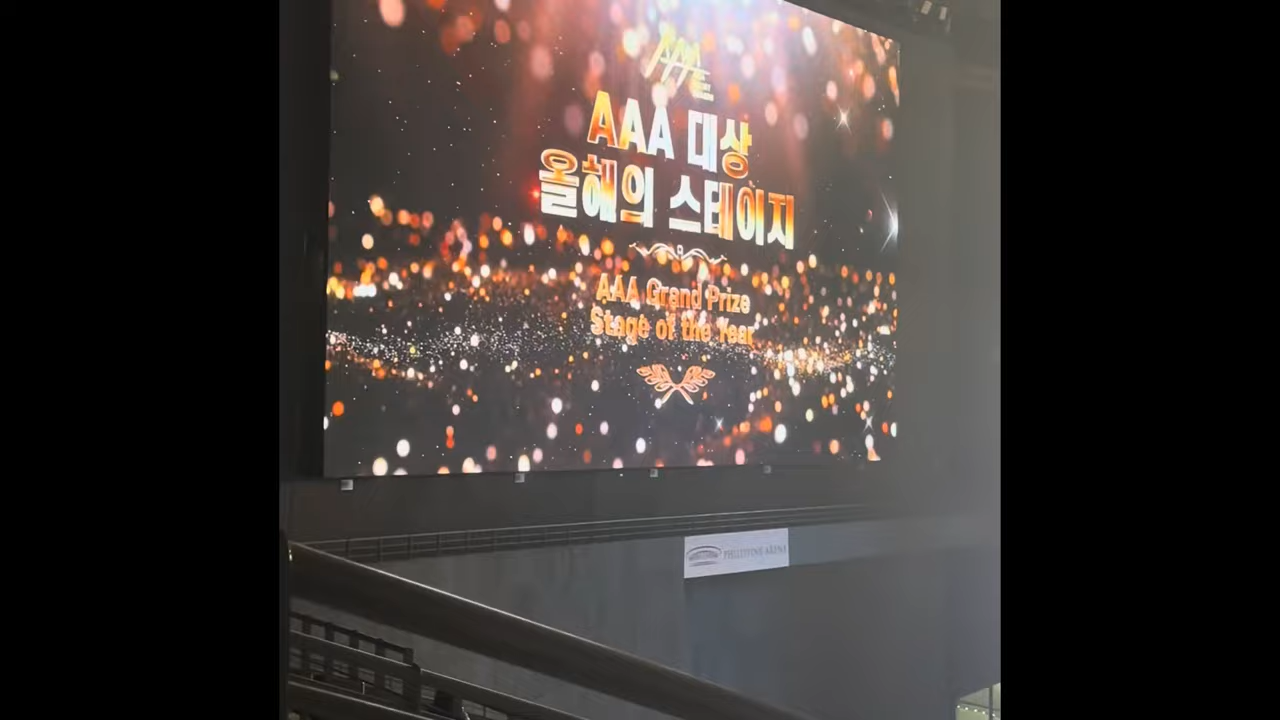 AAA
AAA 대상
올해의 스테이지
AAA Grand Prize
Stage of the Year
PHILIPPINE ARENA